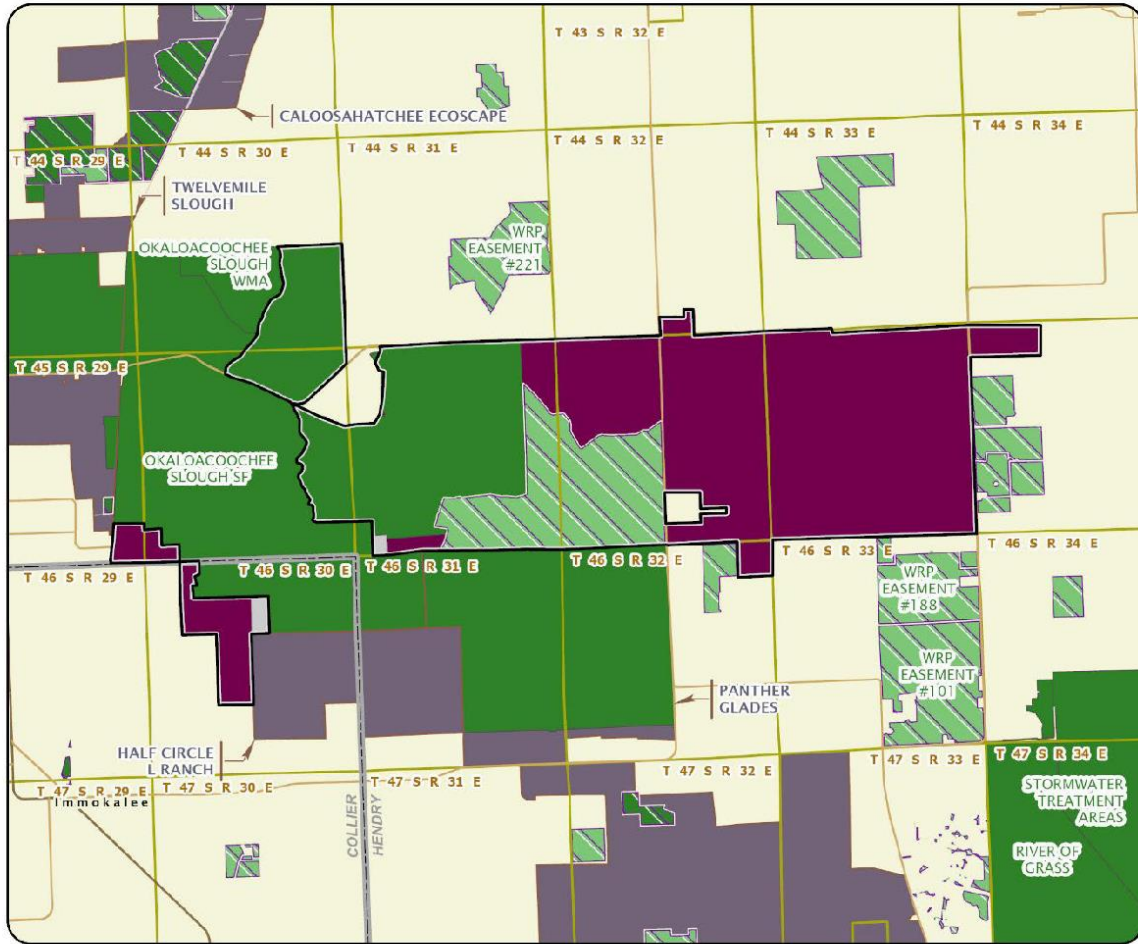 T 43 S R 32 E
CALOOSAHATCHEE ECOSCAPE
T 44 S R 29 E
T 44 S R 30 E
T 44 S R 31 E
T 44 S R 32 E
T 44 S R 33 E
T 44 S R 34 E
TWELVEMILE
SLOUGH
OKALOACOOCHEE
SLOUGH
WMA
WRP
EASEMENT
#221
T 45 S R 29 E
OKALOACOOCHEE
SLOUGH SF
T 46 S R 29 E
T 46 S R 30 E
T 46 S R 31 E
T 46 S R 32 E
T 46 S R 33 E
T 46 S R 34 E
WRP
EASEMENT
#188
WRP
EASEMENT
#101
PANTHER
GLADES
HALF CIRCLE
L RANCH
T 47 S R 29 E
T 47 S R 30 E
T 47 S R 31 E
T 47 S R 32 E
T 47 S R 33 E
T 47 S R 34 E
Immokalee
COLLIER
HENDRY
STORMWATER
TREATMENT
AREAS
RIVER OF
GRASS